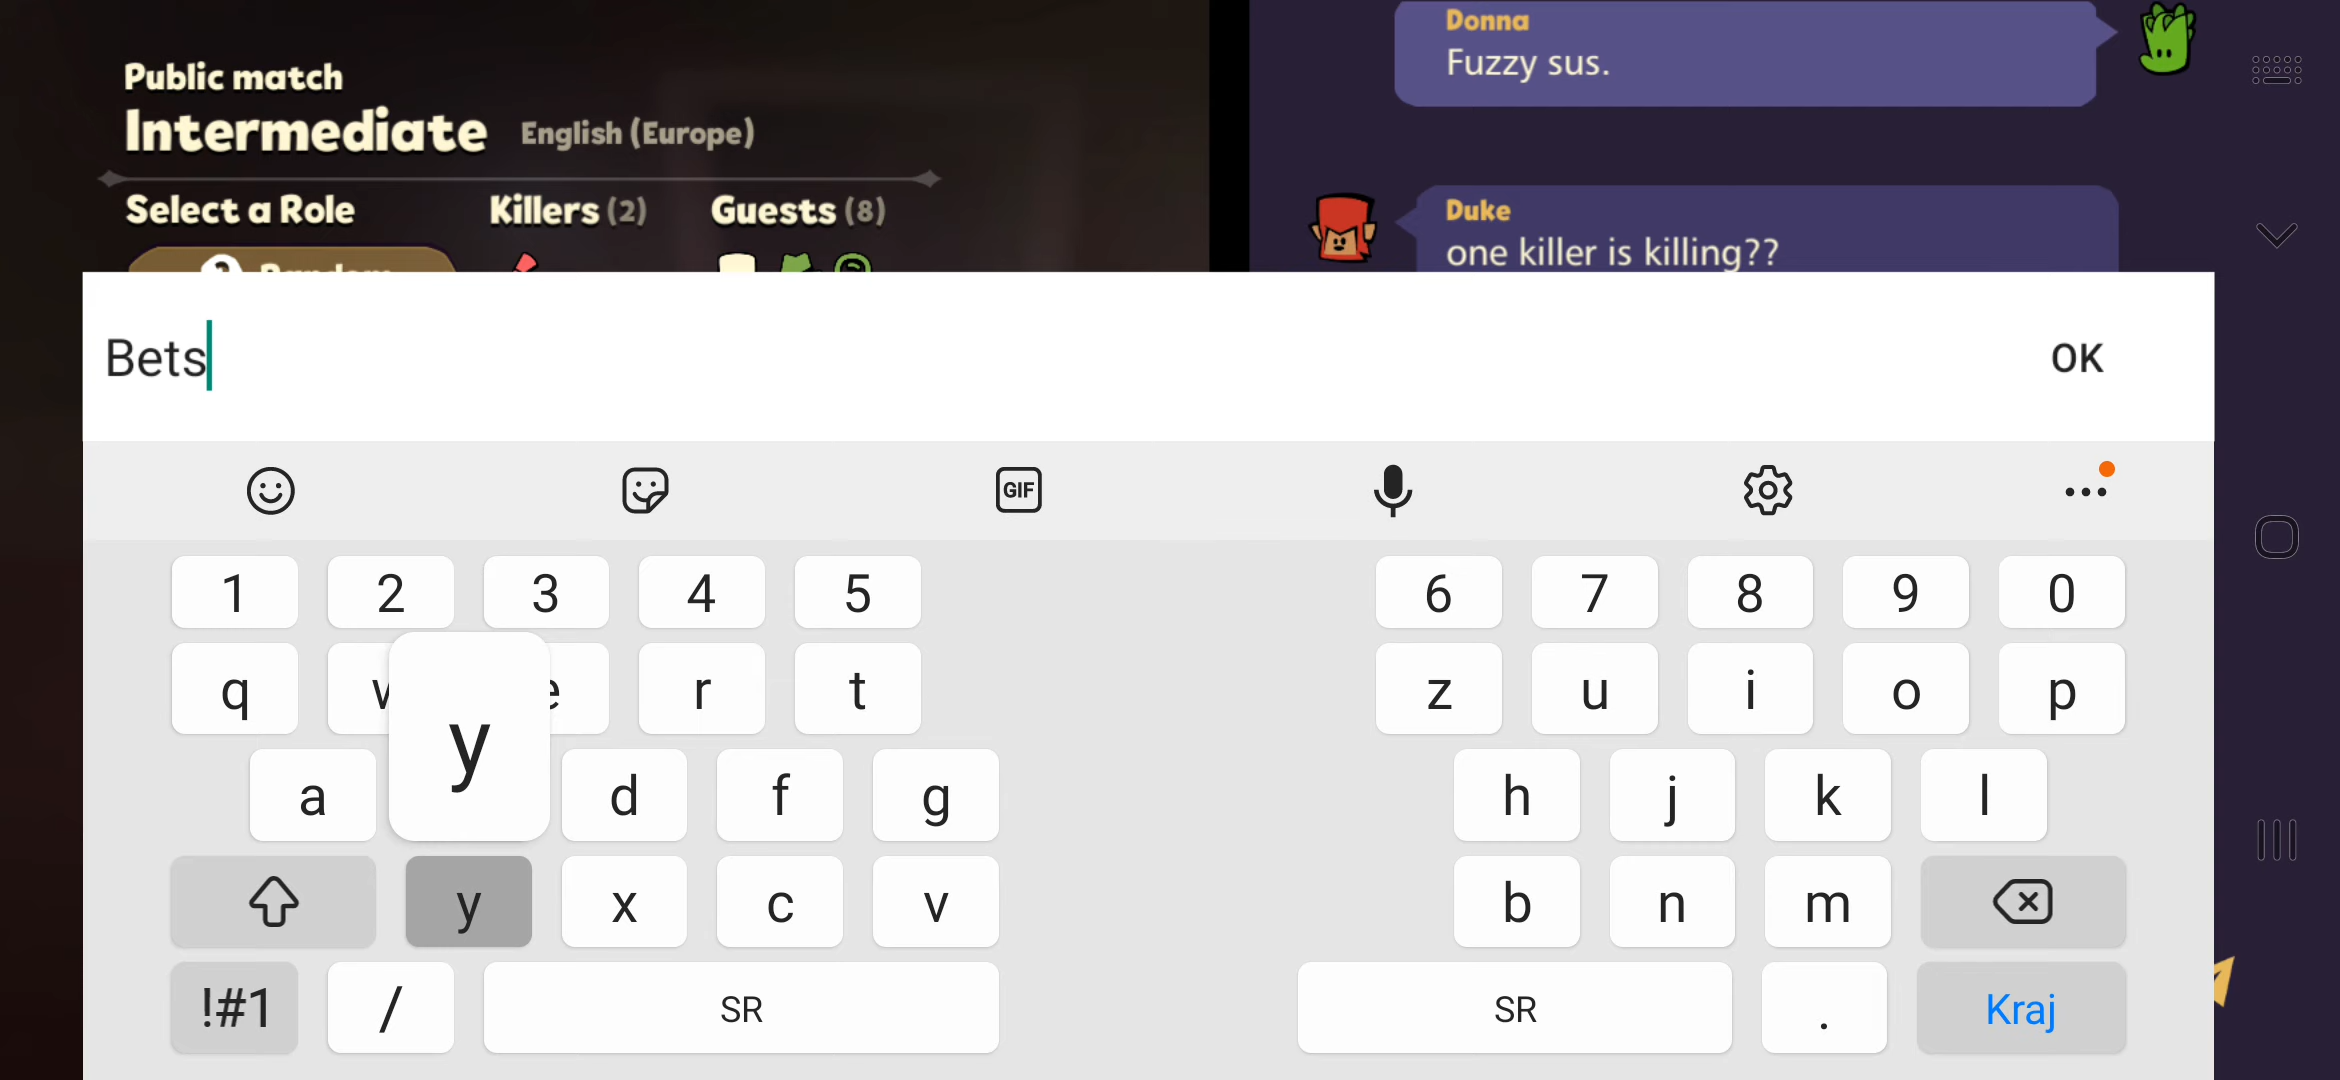 Public match
Intermediate English (Europe)
Select a Role Killers (2) Guests (8)
Random
Donna
Fuzzy sus.
Duke
one killer is killing??
Bets
OK
GIF
1 2 3 4 5 6 7 8 9 0
q w e r t z u i o p
y
a d f g h j k l
y x c v b n m
!#1 / SR SR . Kraj